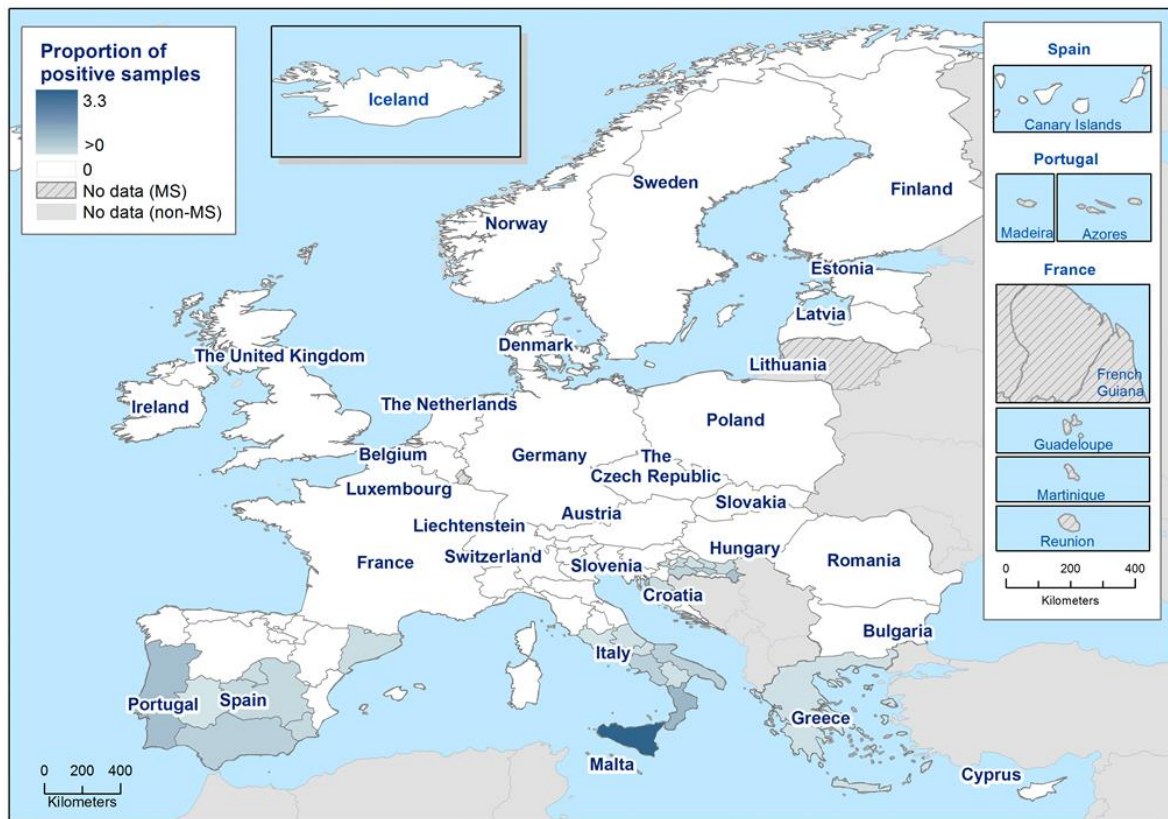 Proportion of
positive samples
3.3
>0
0
No data (MS)
No data (non-MS)
Iceland
Sweden
Finland
Norway
Estonia
Latvia
Denmark
Lithuania
The United Kingdom
Ireland
The Netherlands
Poland
Belgium
Germany
The
Czech Republic
Luxembourg
Slovakia
Austria
Liechtenstein
Hungary
France
Switzerland
Slovenia
Romania
Croatia
Bulgaria
Italy
Portugal
Spain
Greece
Malta
Cyprus
0 200 400
Kilometers
Spain
Canary Islands
Portugal
Madeira
Azores
France
French
Guiana
Guadeloupe
Martinique
Reunion
0 200 400
Kilometers